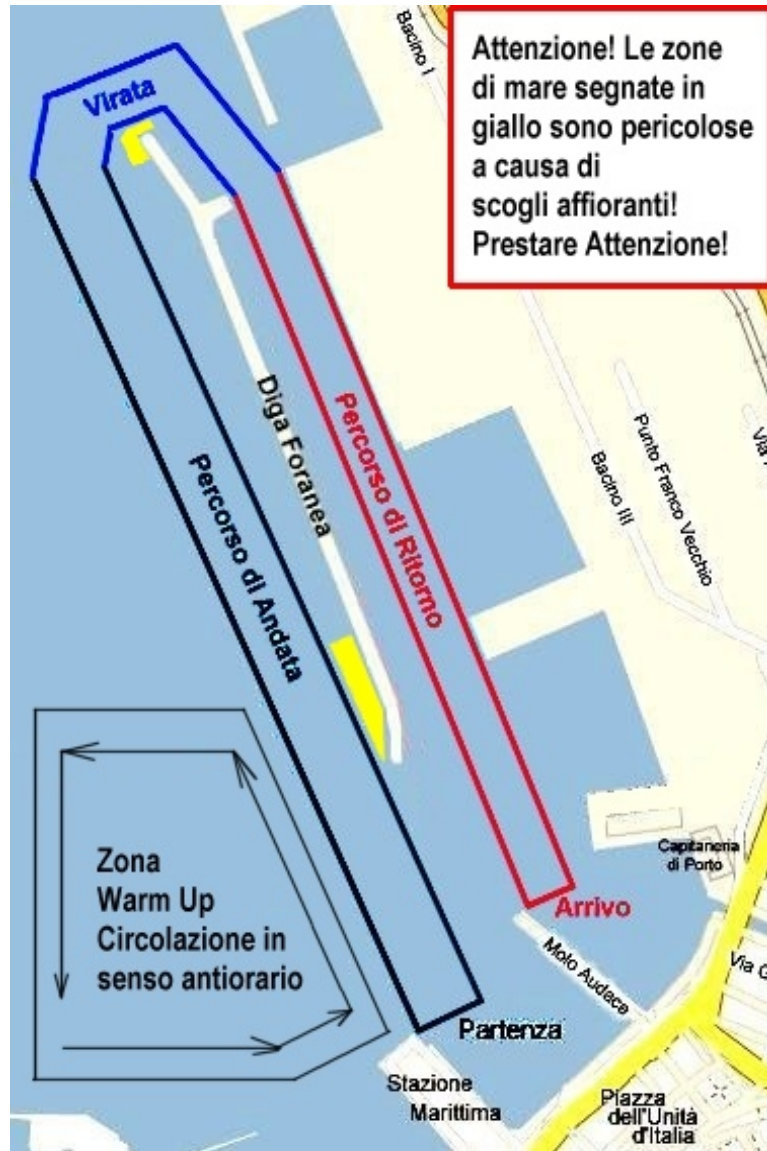 Bacino I
Attenzione! Le zone
di mare segnate in
giallo sono pericolose
a causa di
scogli affioranti!
Prestare Attenzione!
Virata
Diga Foranea
Percorso di Ritorno
Percorso di Andata
Bacino III
Punto Franco Vecchio
Via
Zona
Warm Up
Circolazione in
senso antiorario
Capitaneria
di Porto
Arrivo
Molo Audace
Via G
Partenza
Stazione
Marittima
Piazza
dell'Unità
d'Italia